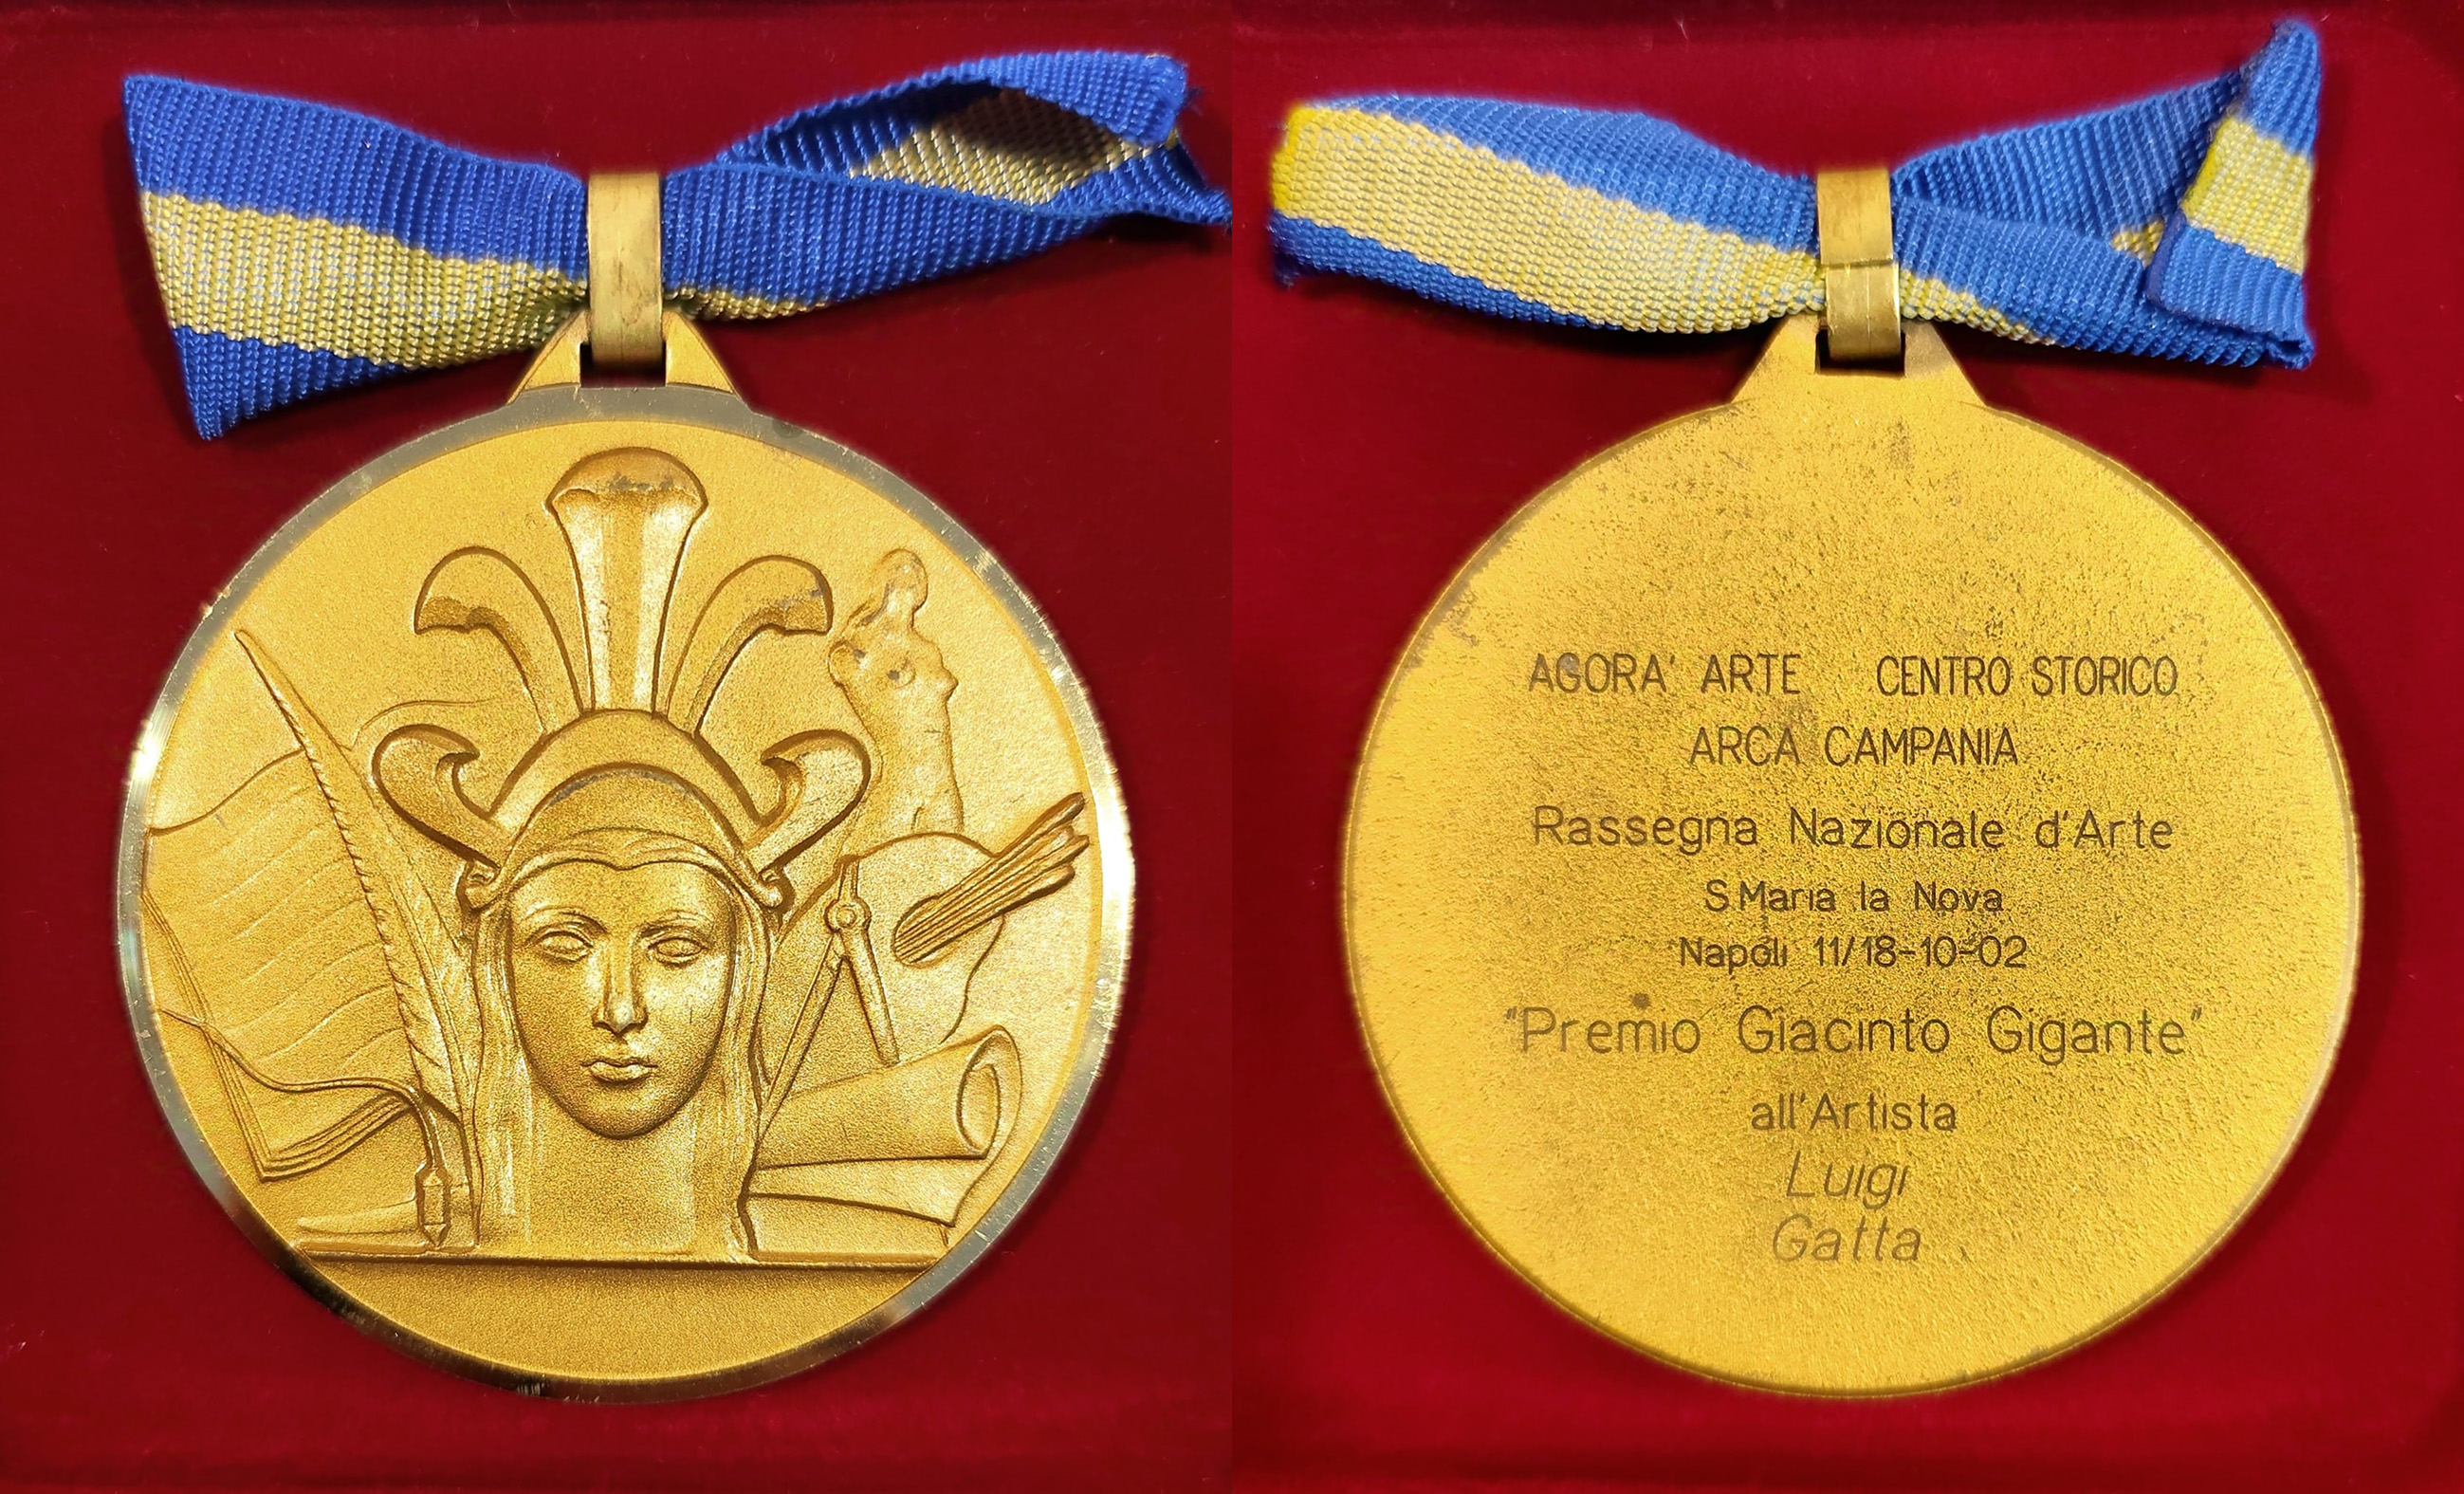 AGORA' ARTE CENTRO STORICO
ARCA CAMPANIA
Rassegna Nazionale d'Arte
S.Maria la Nova
Napoli 11/18-10-02
"Premio Giacinto Gigante"
all'Artista
Luigi
Gatta